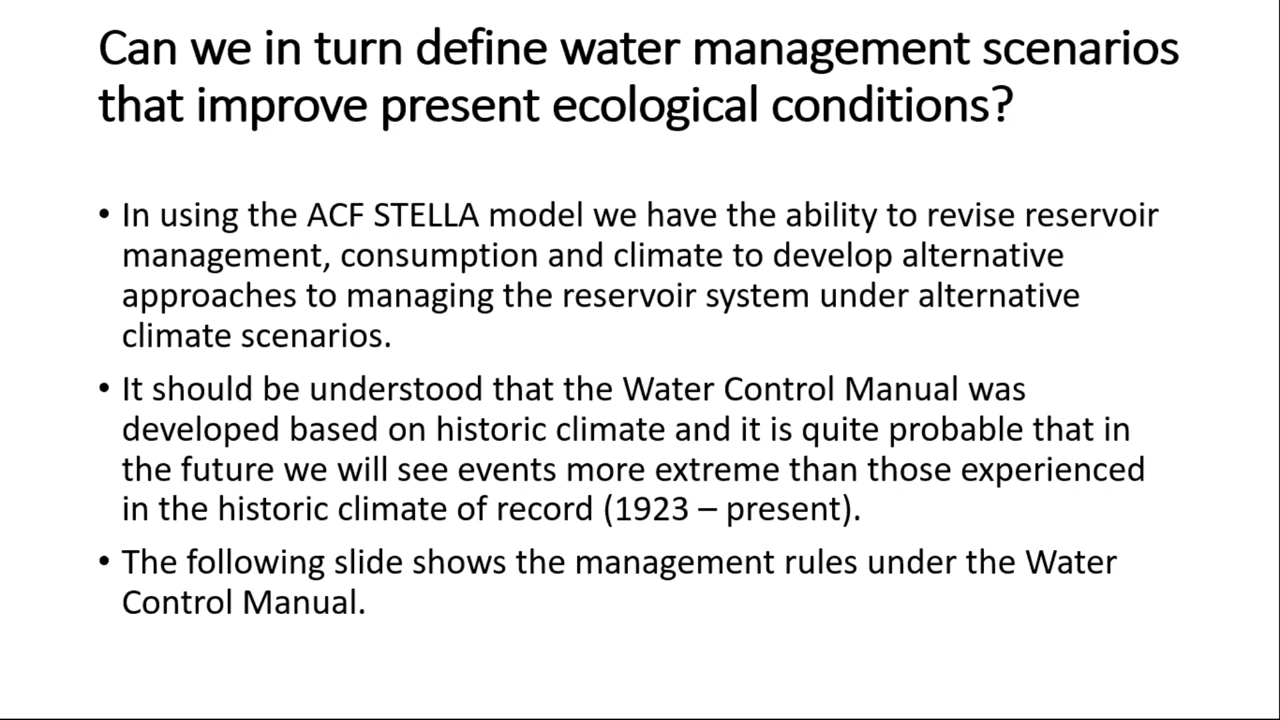 Can we in turn define water management scenarios
that improve present ecological conditions?
• In using the ACF STELLA model we have the ability to revise reservoir
management, consumption and climate to develop alternative
approaches to managing the reservoir system under alternative
climate scenarios.
• It should be understood that the Water Control Manual was
developed based on historic climate and it is quite probable that in
the future we will see events more extreme than those experienced
in the historic climate of record (1923 – present).
• The following slide shows the management rules under the Water
Control Manual.